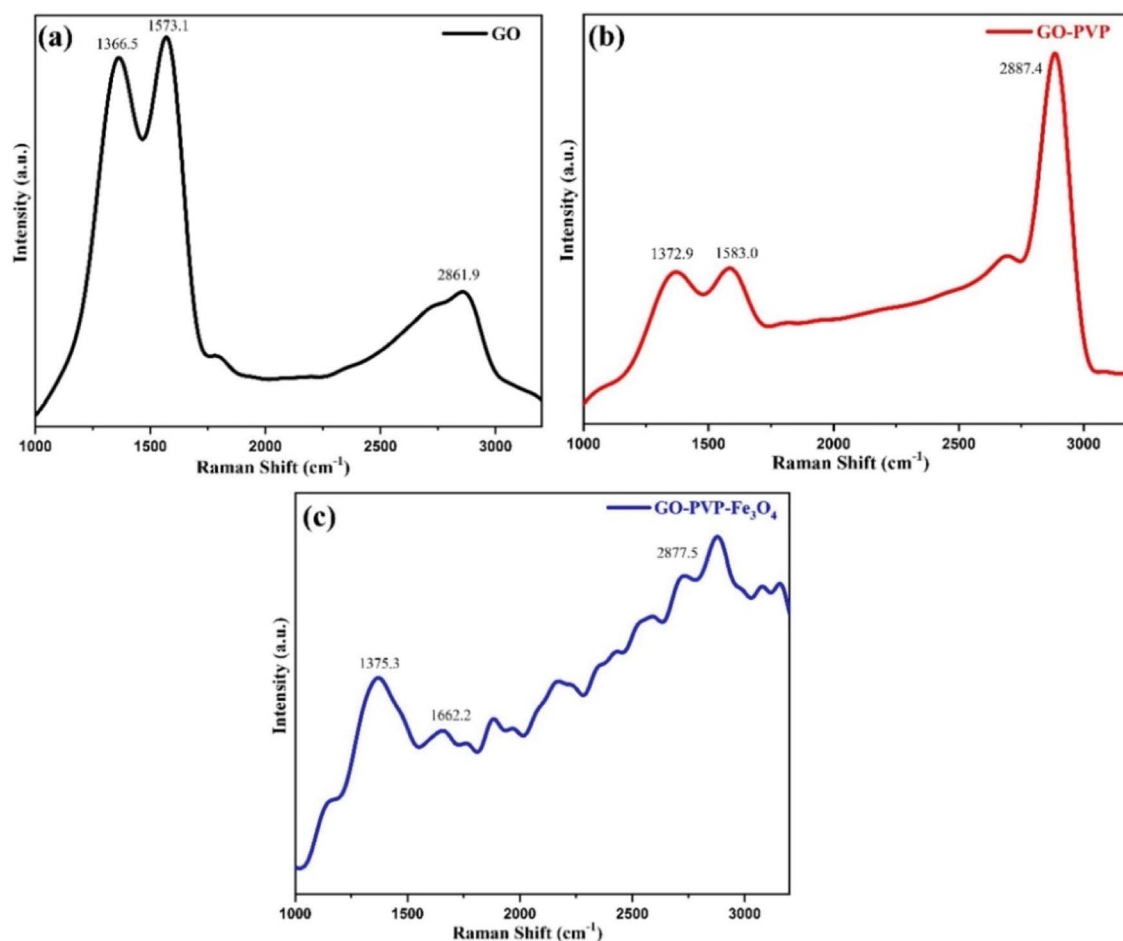 (a)
GO
1366.5
1573.1
2861.9
Intensity (a.u.)
1000 1500 2000 2500 3000
Raman Shift (cm⁻¹)
(b)
GO-PVP
2887.4
1372.9
1583.0
Intensity (a.u.)
1000 1500 2000 2500 3000
Raman Shift (cm⁻¹)
(c)
GO-PVP-Fe₃O₄
2877.5
1375.3
1662.2
Intensity (a.u.)
1000 1500 2000 2500 3000
Raman Shift (cm⁻¹)